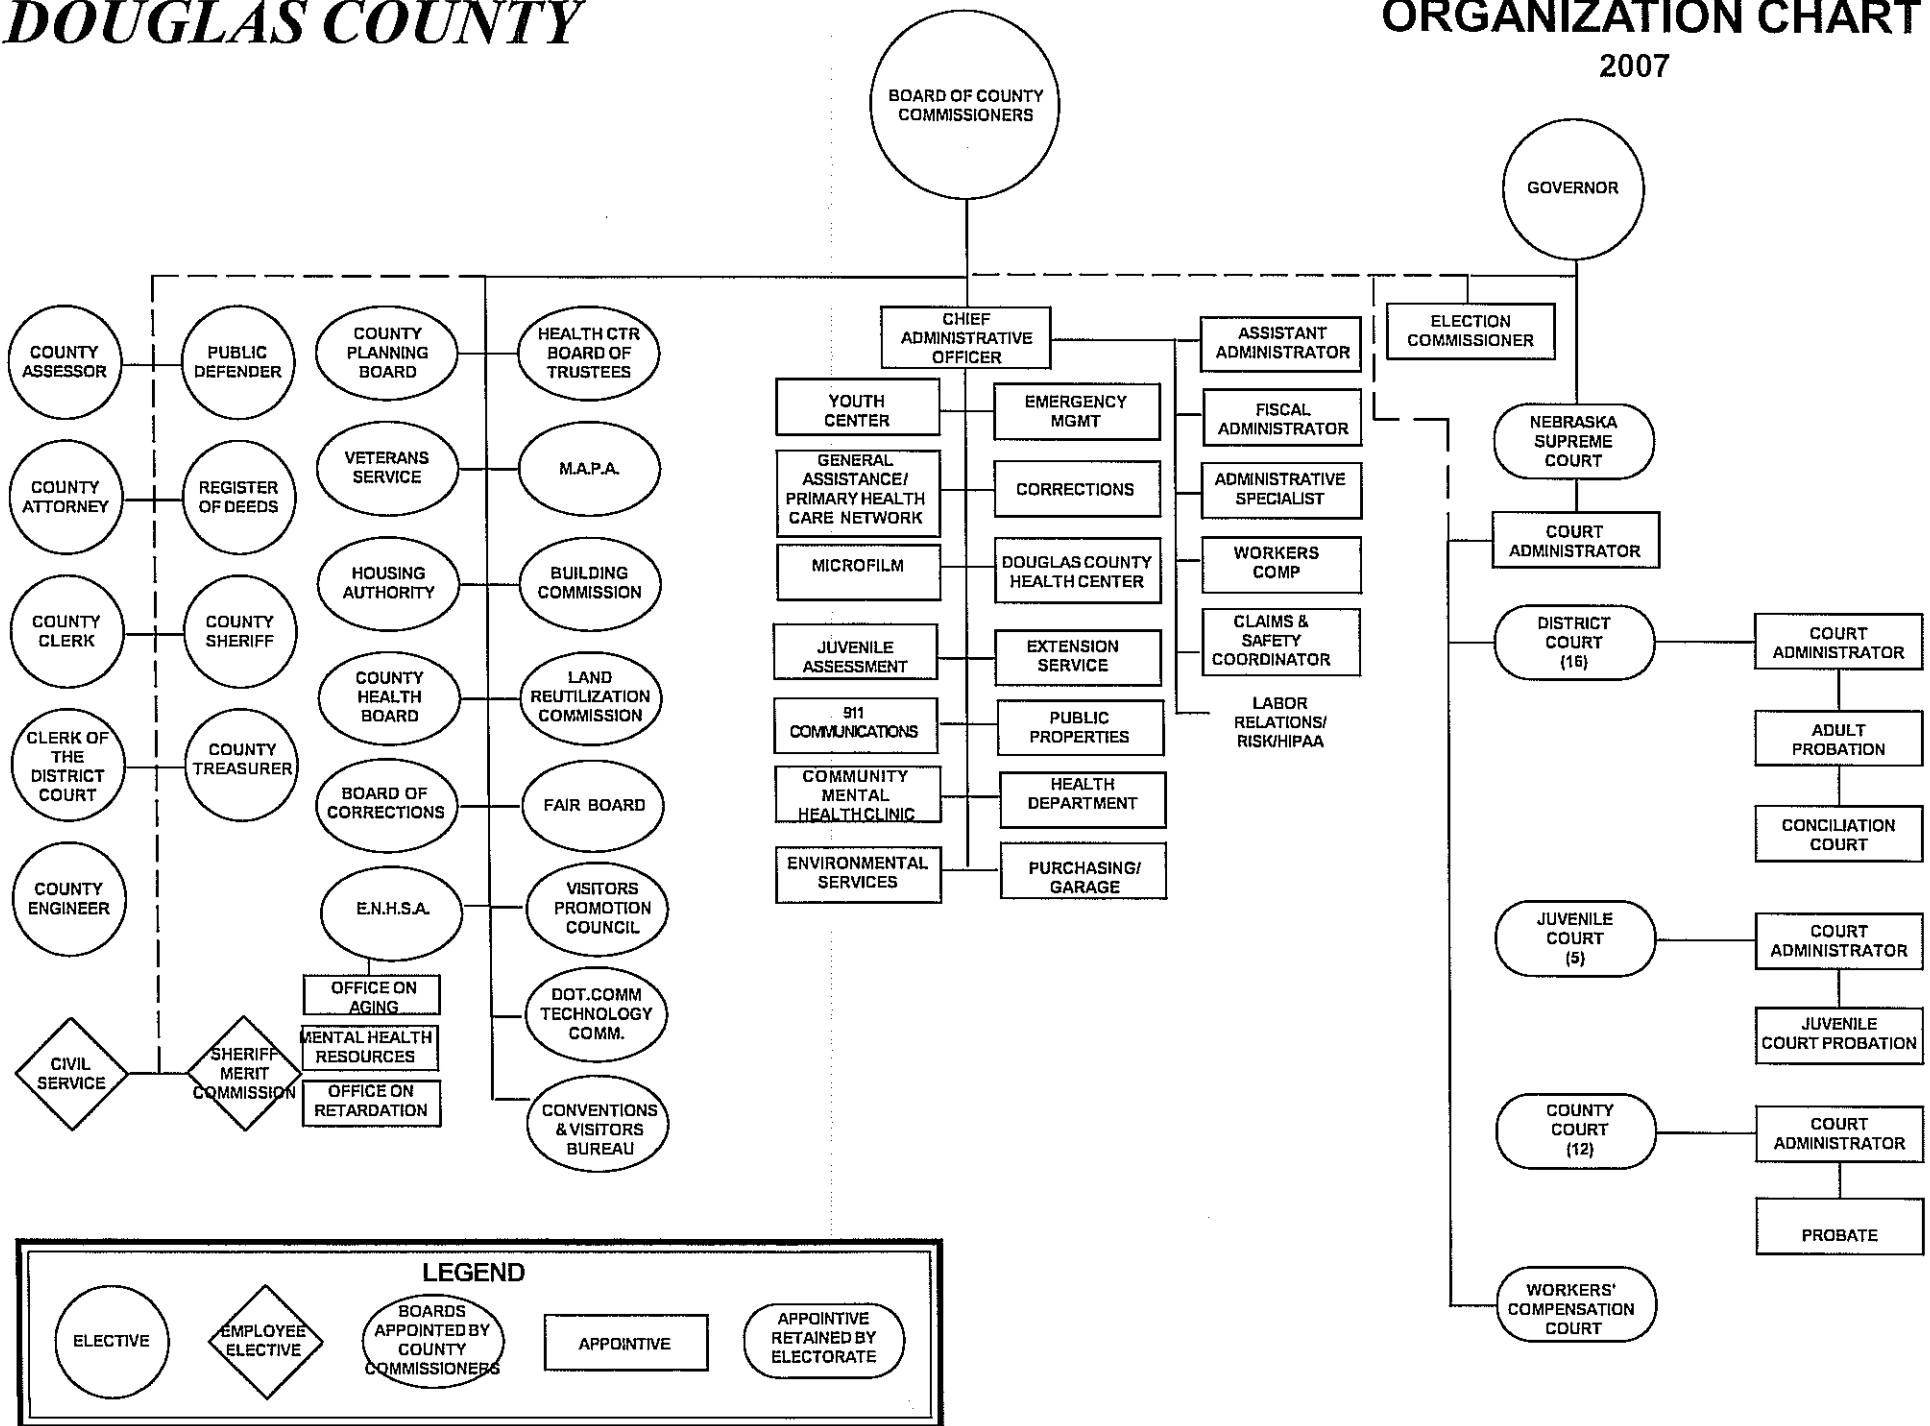 DOUGLAS COUNTY
ORGANIZATION CHART
2007
BOARD OF COUNTY
COMMISSIONERS
GOVERNOR
COUNTY
ASSESSOR
PUBLIC
DEFENDER
COUNTY
ATTORNEY
REGISTER
OF DEEDS
COUNTY
CLERK
COUNTY
SHERIFF
CLERK OF
THE
DISTRICT
COURT
COUNTY
TREASURER
COUNTY
ENGINEER
CIVIL
SERVICE
SHERIFF
MERIT
COMMISSION
COUNTY
PLANNING
BOARD
HEALTH CTR
BOARD OF
TRUSTEES
VETERANS
SERVICE
M.A.P.A.
HOUSING
AUTHORITY
BUILDING
COMMISSION
COUNTY
HEALTH
BOARD
LAND
REUTILIZATION
COMMISSION
BOARD OF
CORRECTIONS
FAIR BOARD
E.N.H.S.A.
VISITORS
PROMOTION
COUNCIL
OFFICE ON
AGING
MENTAL HEALTH
RESOURCES
OFFICE ON
RETARDATION
DOT.COMM
TECHNOLOGY
COMM.
CONVENTIONS
& VISITORS
BUREAU
CHIEF
ADMINISTRATIVE
OFFICER
YOUTH
CENTER
EMERGENCY
MGMT
GENERAL
ASSISTANCE/
PRIMARY HEALTH
CARE NETWORK
CORRECTIONS
MICROFILM
DOUGLAS COUNTY
HEALTH CENTER
JUVENILE
ASSESSMENT
EXTENSION
SERVICE
911
COMMUNICATIONS
PUBLIC
PROPERTIES
COMMUNITY
MENTAL
HEALTH CLINIC
HEALTH
DEPARTMENT
ENVIRONMENTAL
SERVICES
PURCHASING/
GARAGE
ASSISTANT
ADMINISTRATOR
FISCAL
ADMINISTRATOR
ADMINISTRATIVE
SPECIALIST
WORKERS
COMP
CLAIMS &
SAFETY
COORDINATOR
LABOR
RELATIONS/
RISK/HIPAA
ELECTION
COMMISSIONER
NEBRASKA
SUPREME
COURT
COURT
ADMINISTRATOR
DISTRICT
COURT
(16)
COURT
ADMINISTRATOR
ADULT
PROBATION
CONCILIATION
COURT
JUVENILE
COURT
(5)
COURT
ADMINISTRATOR
JUVENILE
COURT PROBATION
COUNTY
COURT
(12)
COURT
ADMINISTRATOR
PROBATE
WORKERS'
COMPENSATION
COURT
LEGEND
ELECTIVE
EMPLOYEE
ELECTIVE
BOARDS
APPOINTED BY
COUNTY
COMMISSIONERS
APPOINTIVE
APPOINTIVE
RETAINED BY
ELECTORATE